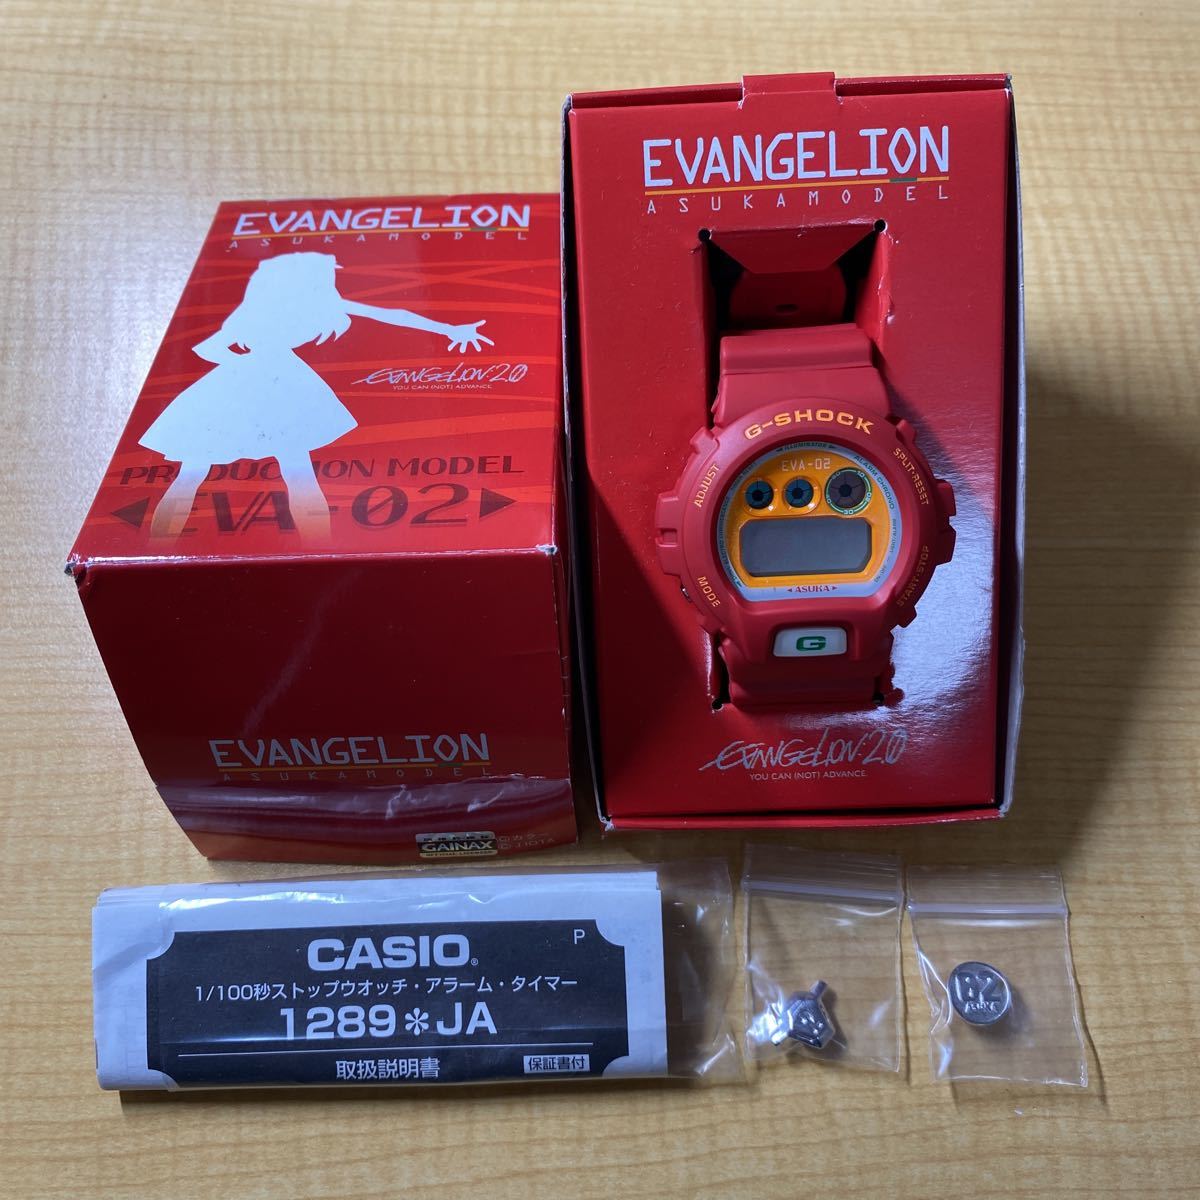 EVANGELION
ASUKAMODEL
EVANGELION:2.0
YOU CAN (NOT) ADVANCE.
PRODUCTION MODEL
EVA-02
EVANGELION
ASUKAMODEL
GAINAX
EVANGELION
ASUKAMODEL
G-SHOCK
ADJUST
SPLIT•RESET
ILLUMINATOR
ALARM CHRONO
EVA-02
MODE
START•STOP
ASUKA
G
EVANGELION:2.0
YOU CAN (NOT) ADVANCE.
P
CASIO®
1/100秒ストップウオッチ・アラーム・タイマー
1289＊JA
取扱説明書
保証書付
02